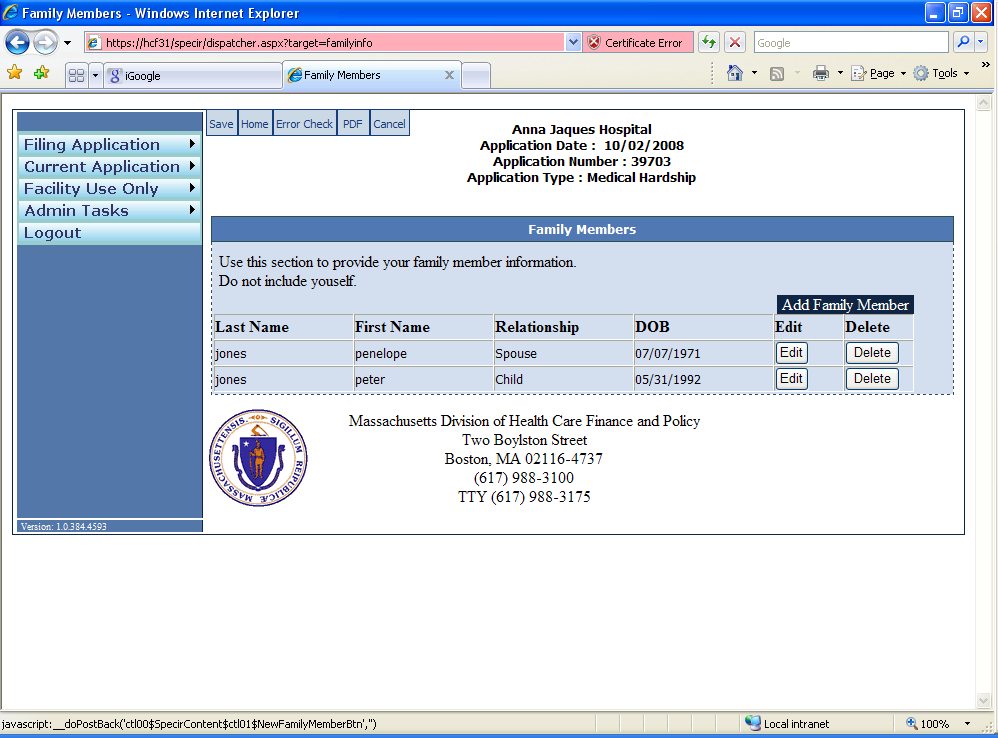 Family Members - Windows Internet Explorer
https://hcf31/specir/dispatcher.aspx?target=familyinfo
Certificate Error
Google
iGoogle
Family Members
Page
Tools
Save Home Error Check PDF Cancel
Anna Jaques Hospital
Application Date : 10/02/2008
Application Number : 39703
Application Type : Medical Hardship
Filing Application
Current Application
Facility Use Only
Admin Tasks
Logout
Family Members
Use this section to provide your family member information.
Do not include youself.
Add Family Member
Last Name First Name Relationship DOB Edit Delete
jones penelope Spouse 07/07/1971 Edit Delete
jones peter Child 05/31/1992 Edit Delete
MASSACHUSETTENSIS. SIGILLUM REIPUBLICÆ
Massachusetts Division of Health Care Finance and Policy
Two Boylston Street
Boston, MA 02116-4737
(617) 988-3100
TTY (617) 988-3175
Version: 1.0.384.4593
javascript:__doPostBack('ctl00$SpecirContent$ctl01$NewFamilyMemberBtn','')
Local intranet
100%